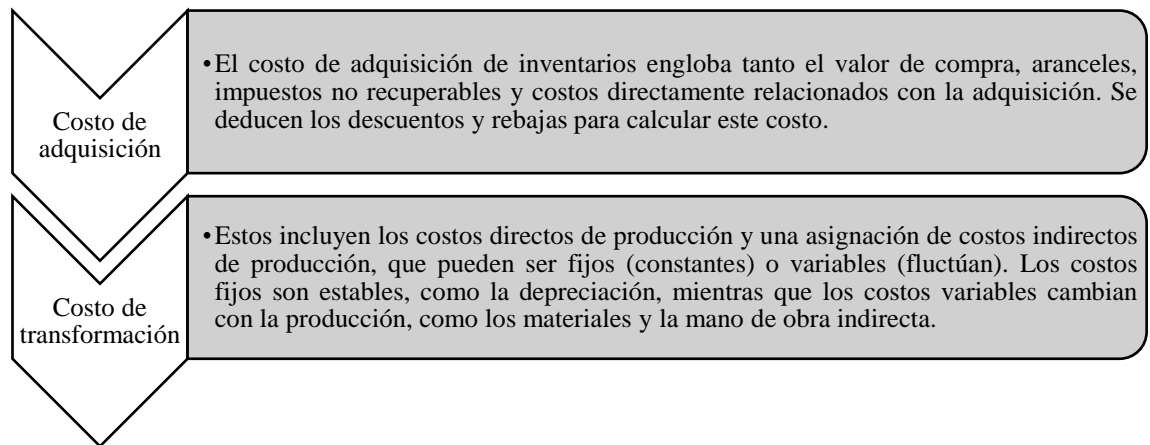 Costo de
adquisición
•El costo de adquisición de inventarios engloba tanto el valor de compra, aranceles,
impuestos no recuperables y costos directamente relacionados con la adquisición. Se
deducen los descuentos y rebajas para calcular este costo.
Costo de
transformación
•Estos incluyen los costos directos de producción y una asignación de costos indirectos
de producción, que pueden ser fijos (constantes) o variables (fluctúan). Los costos
fijos son estables, como la depreciación, mientras que los costos variables cambian
con la producción, como los materiales y la mano de obra indirecta.